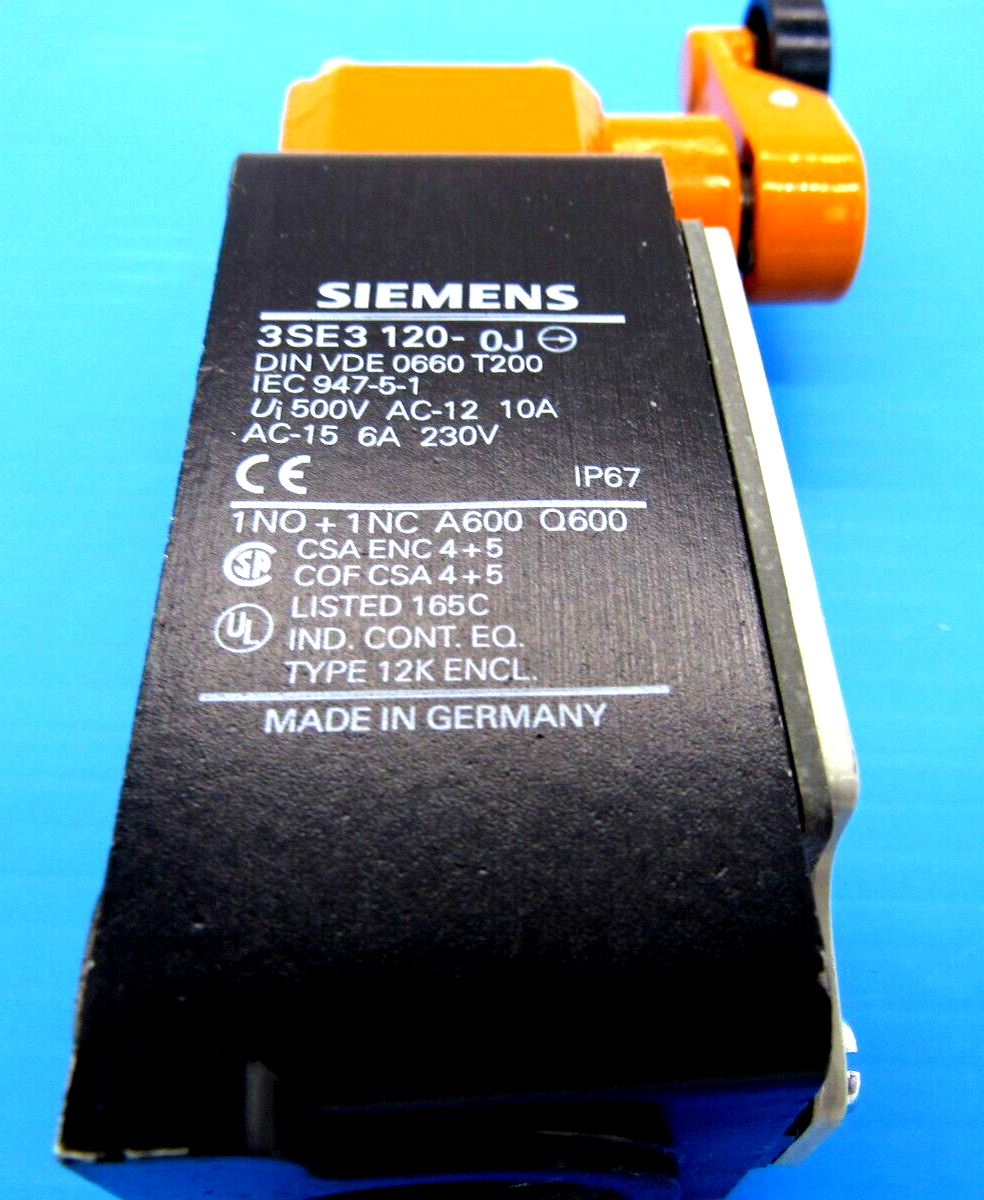 SIEMENS
3SE3 120- 0J
DIN VDE 0660 T200
IEC 947-5-1
Ui 500V AC-12 10A
AC-15 6A 230V
CE IP67
1NO + 1NC A600 Q600
SA CSA ENC 4+5
COF CSA 4+5
UL LISTED 165C
IND. CONT. EQ.
TYPE 12K ENCL.
MADE IN GERMANY